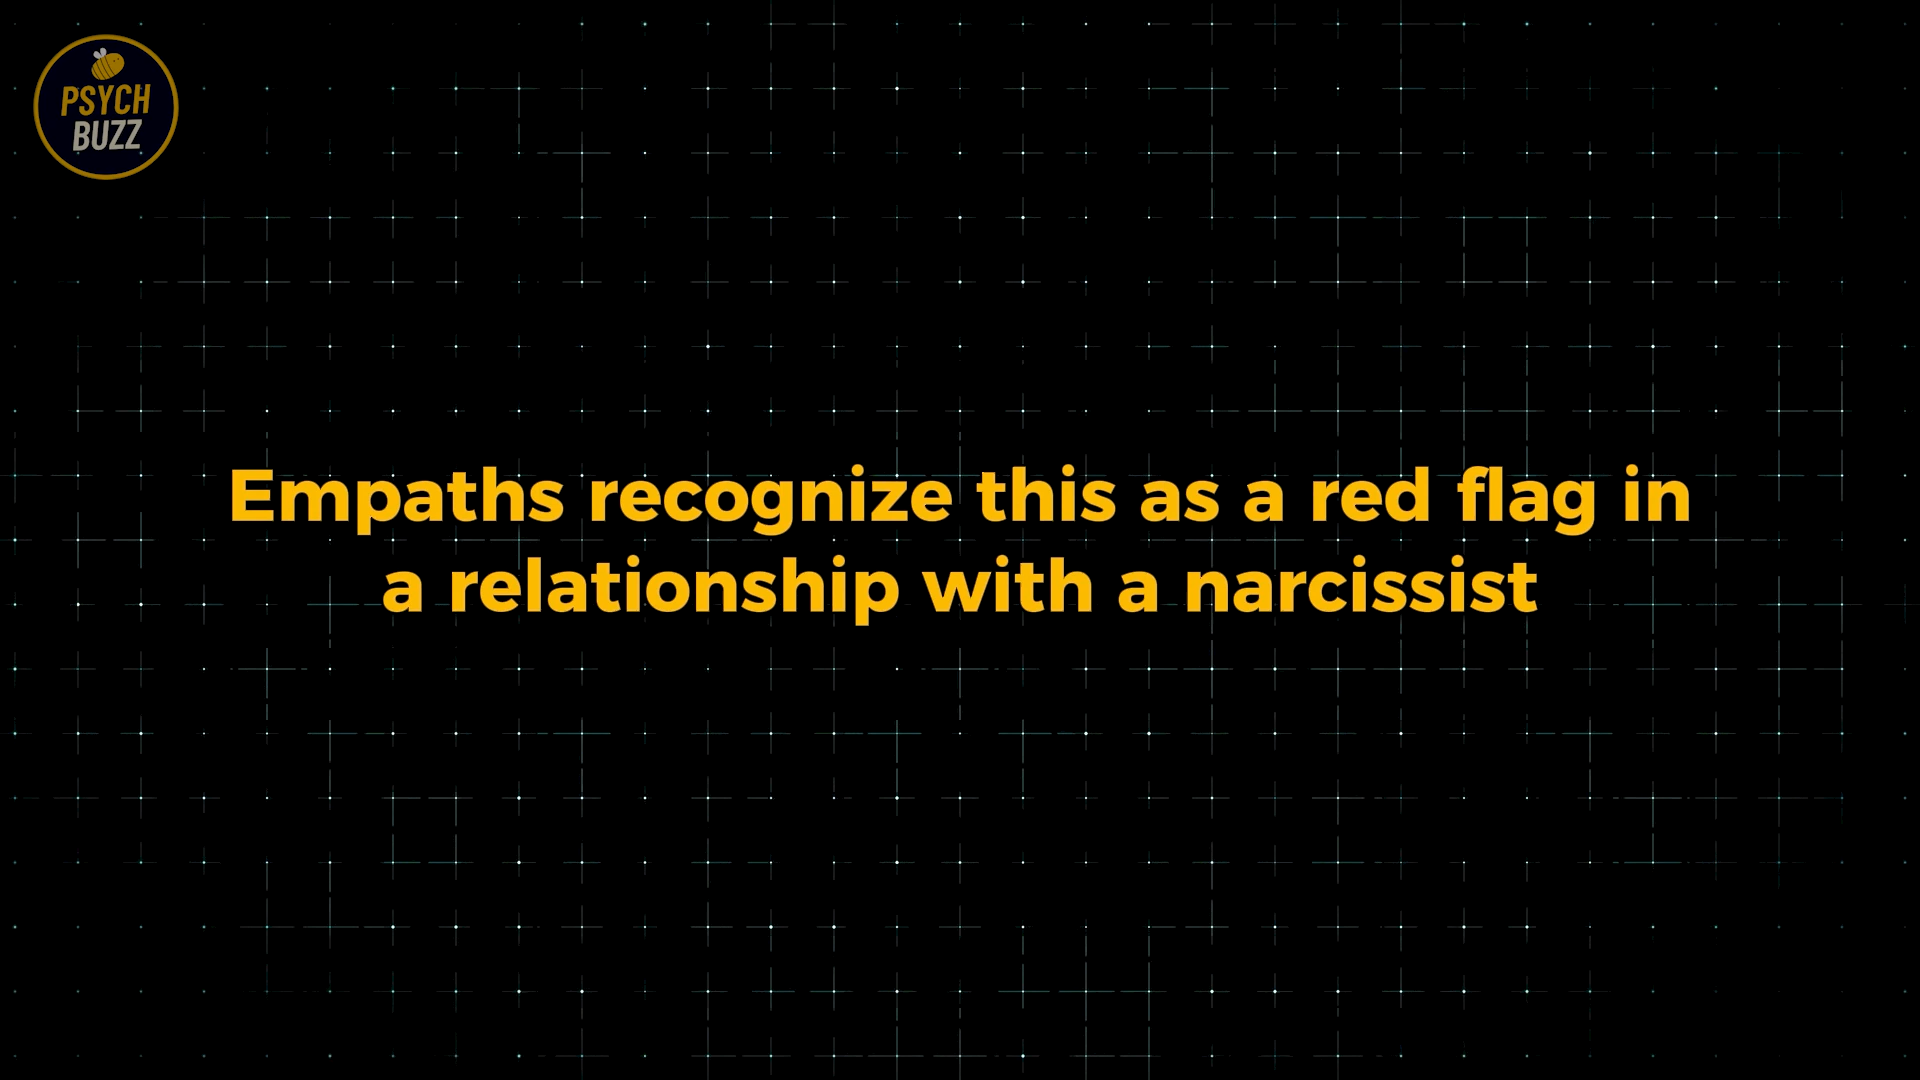 PSYCH
BUZZ
Empaths recognize this as a red flag in
a relationship with a narcissist